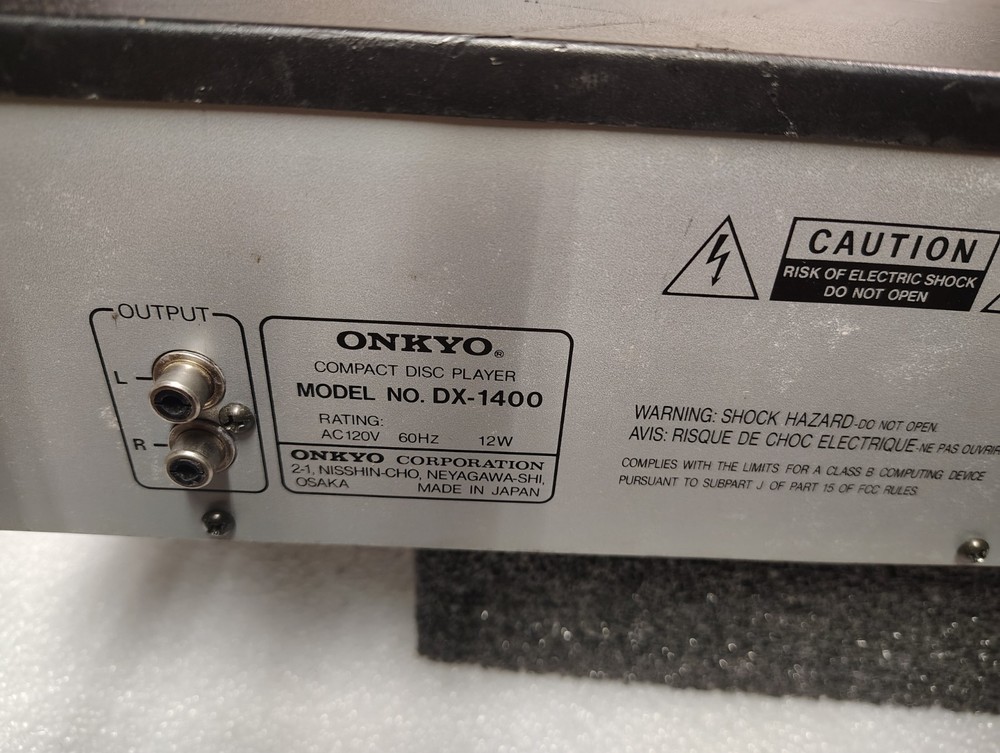 OUTPUT
L
R
ONKYO®
COMPACT DISC PLAYER
MODEL NO. DX-1400
RATING:
AC120V 60HZ 12W
ONKYO CORPORATION
2-1, NISSHIN-CHO, NEYAGAWA-SHI,
OSAKA MADE IN JAPAN
CAUTION
RISK OF ELECTRIC SHOCK
DO NOT OPEN
WARNING: SHOCK HAZARD-DO NOT OPEN.
AVIS: RISQUE DE CHOC ELECTRIQUE-NE PAS OUVRIR
COMPLIES WITH THE LIMITS FOR A CLASS B COMPUTING DEVICE
PURSUANT TO SUBPART J OF PART 15 OF FCC RULES